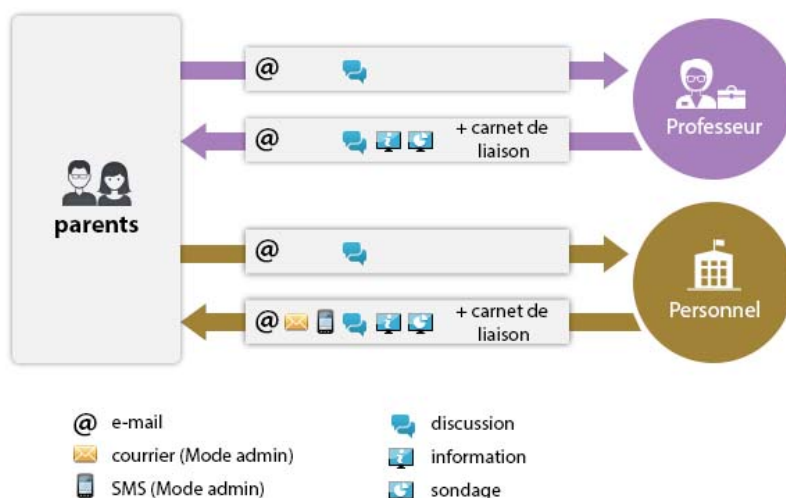 @
Professeur
@
+ carnet de
liaison
parents
@
@
+ carnet de
liaison
Personnel
@ e-mail
discussion
courrier (Mode admin)
information
SMS (Mode admin)
sondage